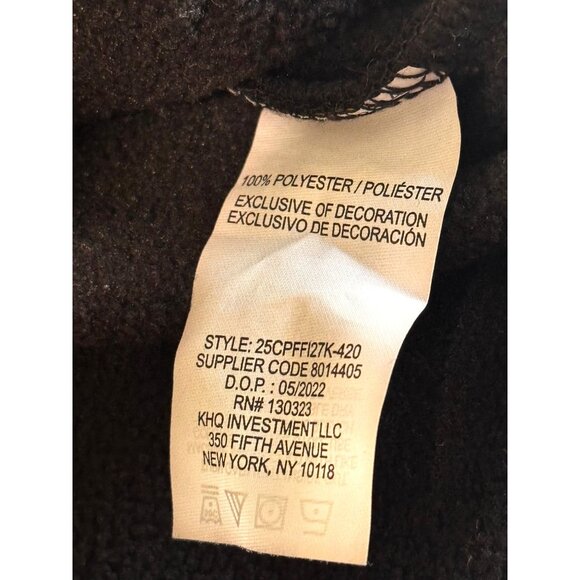 100% POLYESTER / POLIÉSTER
EXCLUSIVE OF DECORATION
EXCLUSIVO DE DECORACIÓN
STYLE: 25CPFFI27K-420
SUPPLIER CODE 8014405
D.O.P. : 05/2022
RN# 130323
KHQ INVESTMENT LLC
350 FIFTH AVENUE
NEW YORK, NY 10118